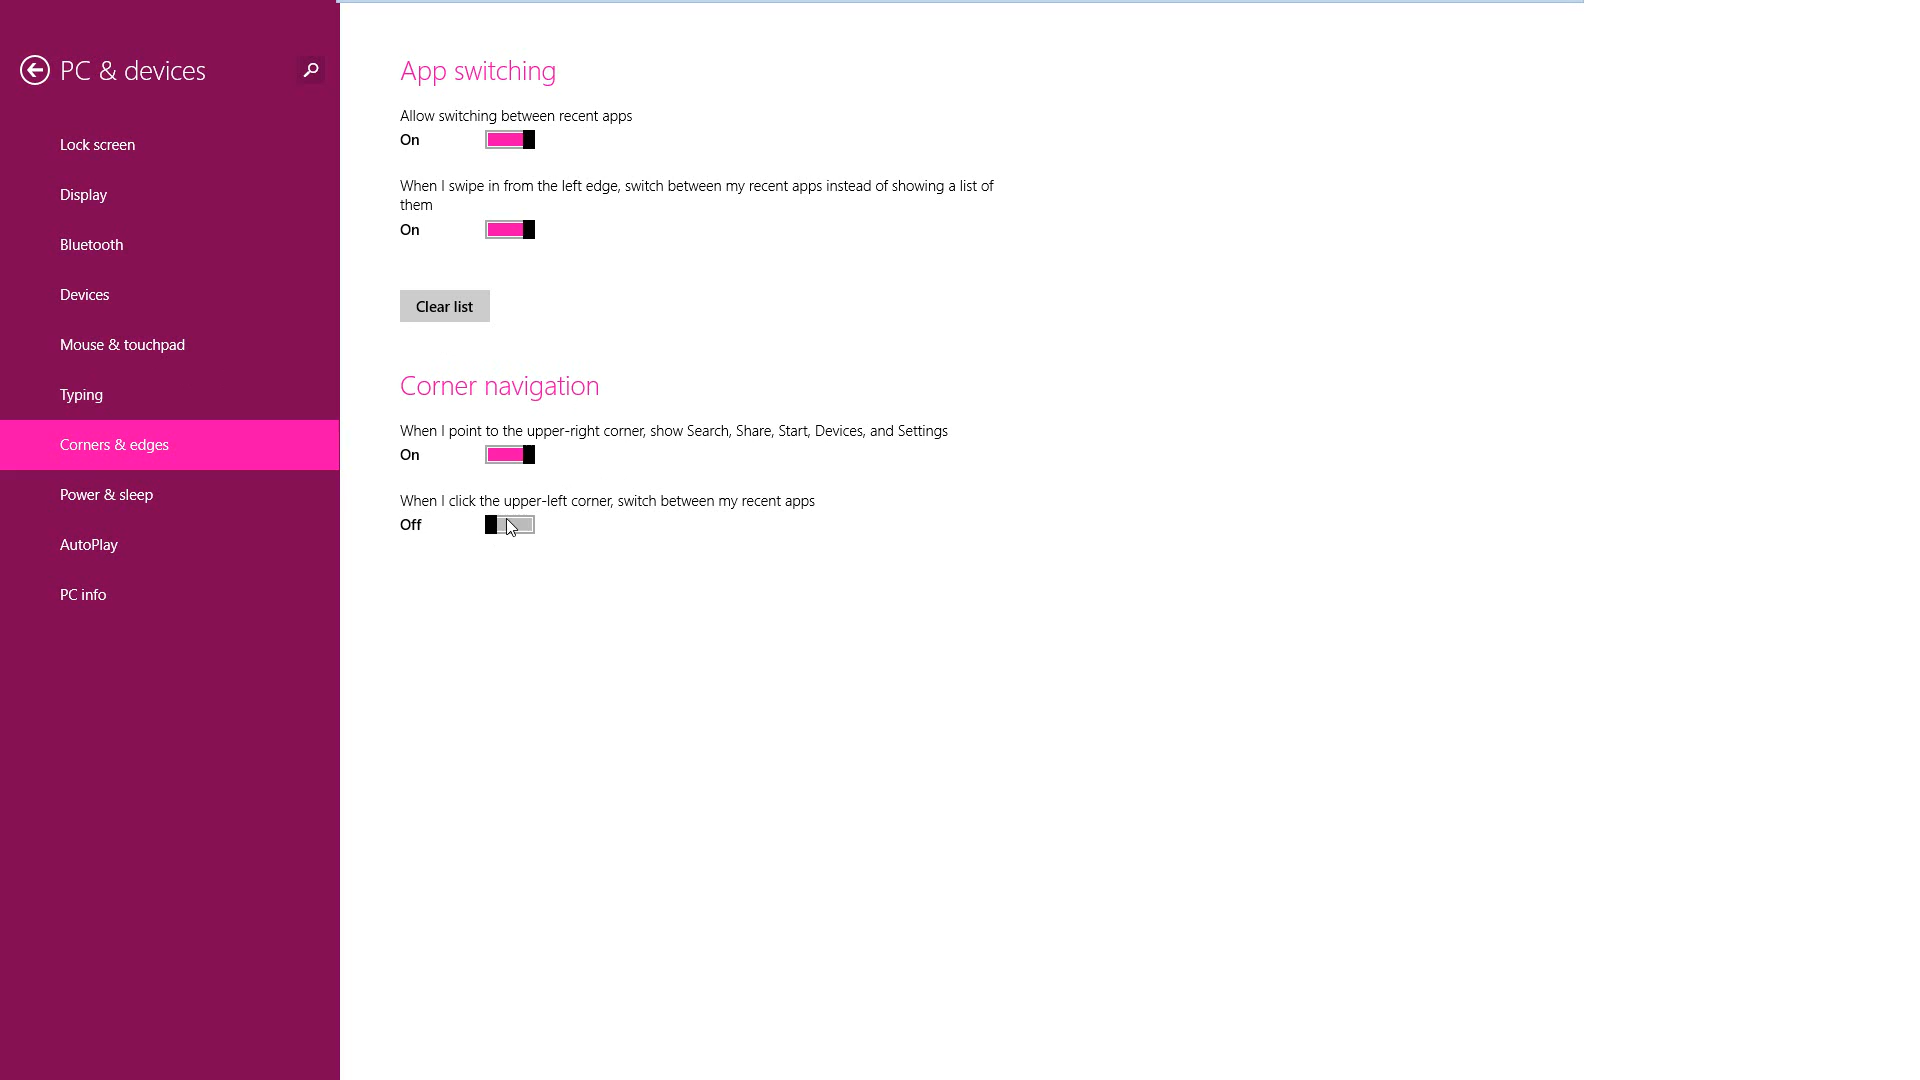 PC & devices
Lock screen
Display
Bluetooth
Devices
Mouse & touchpad
Typing
Corners & edges
Power & sleep
AutoPlay
PC info
App switching
Allow switching between recent apps
On
When I swipe in from the left edge, switch between my recent apps instead of showing a list of
them
On
Clear list
Corner navigation
When I point to the upper-right corner, show Search, Share, Start, Devices, and Settings
On
When I click the upper-left corner, switch between my recent apps
Off